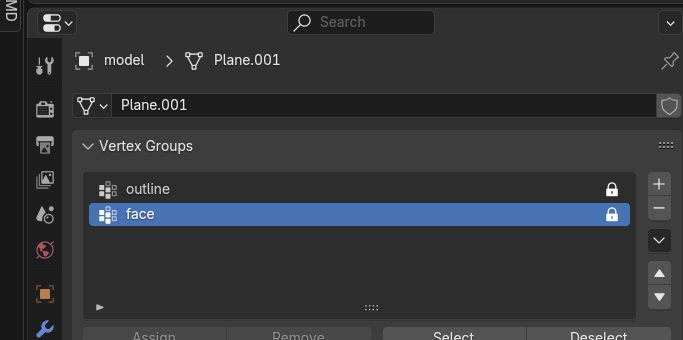 MD
Search
model > Plane.001
Plane.001
Vertex Groups
outline
face
Assign Remove Select Deselect